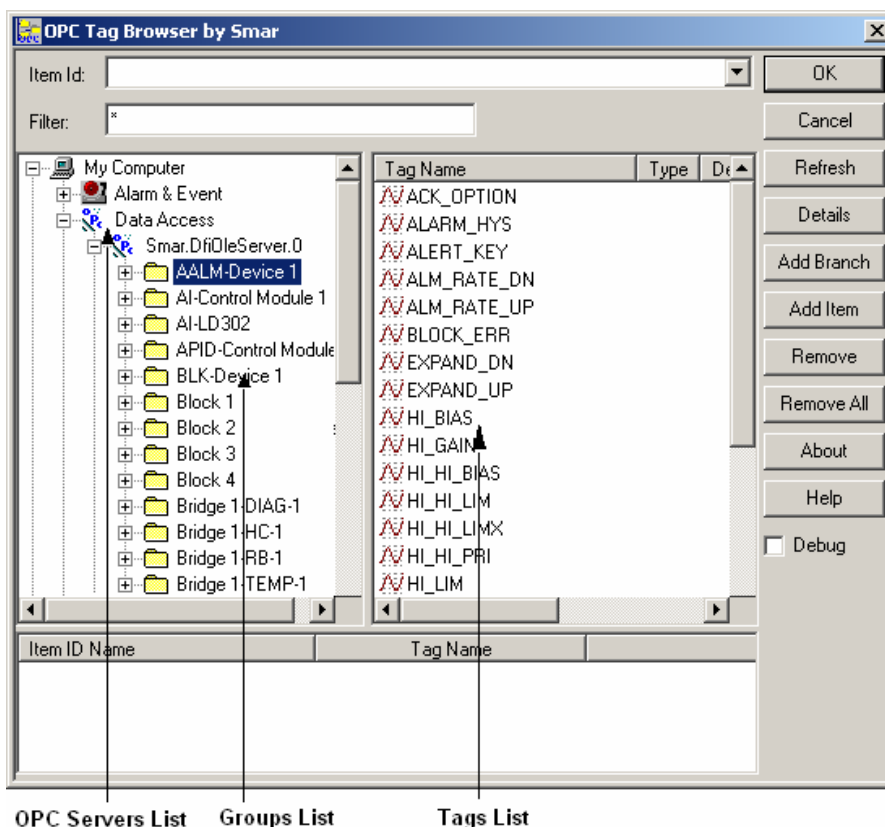 OPC Tag Browser by Smar
Item Id:
OK
Filter:
*
Cancel
My Computer
Alarm & Event
Data Access
Smar.DfiOleServer.0
AALM-Device 1
AI-Control Module 1
AI-LD302
APID-Control Module
BLK-Device 1
Block 1
Block 2
Block 3
Block 4
Bridge 1-DIAG-1
Bridge 1-HC-1
Bridge 1-RB-1
Bridge 1-TEMP-1
Tag Name Type De
ACK_OPTION
ALARM_HYS
ALERT_KEY
ALM_RATE_DN
ALM_RATE_UP
BLOCK_ERR
EXPAND_DN
EXPAND_UP
HI_BIAS
HI_GAIN
HI_HI_BIAS
HI_HI_LIM
HI_HI_LIMX
HI_HI_PRI
HI_LIM
Refresh
Details
Add Branch
Add Item
Remove
Remove All
About
Help
Debug
Item ID Name Tag Name
OPC Servers List Groups List Tags List